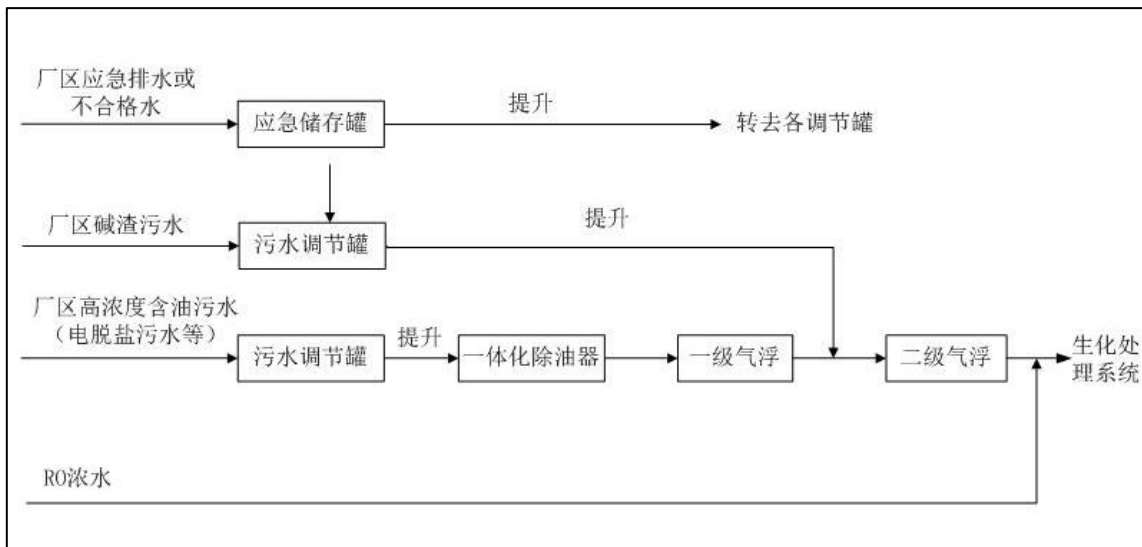 厂区应急排水或
不合格水
应急储存罐
提升
转去各调节罐
厂区碱渣污水
污水调节罐
提升
厂区高浓度含油污水
（电脱盐污水等）
污水调节罐
提升
一体化除油器
一级气浮
二级气浮
生化处
理系统
RO浓水